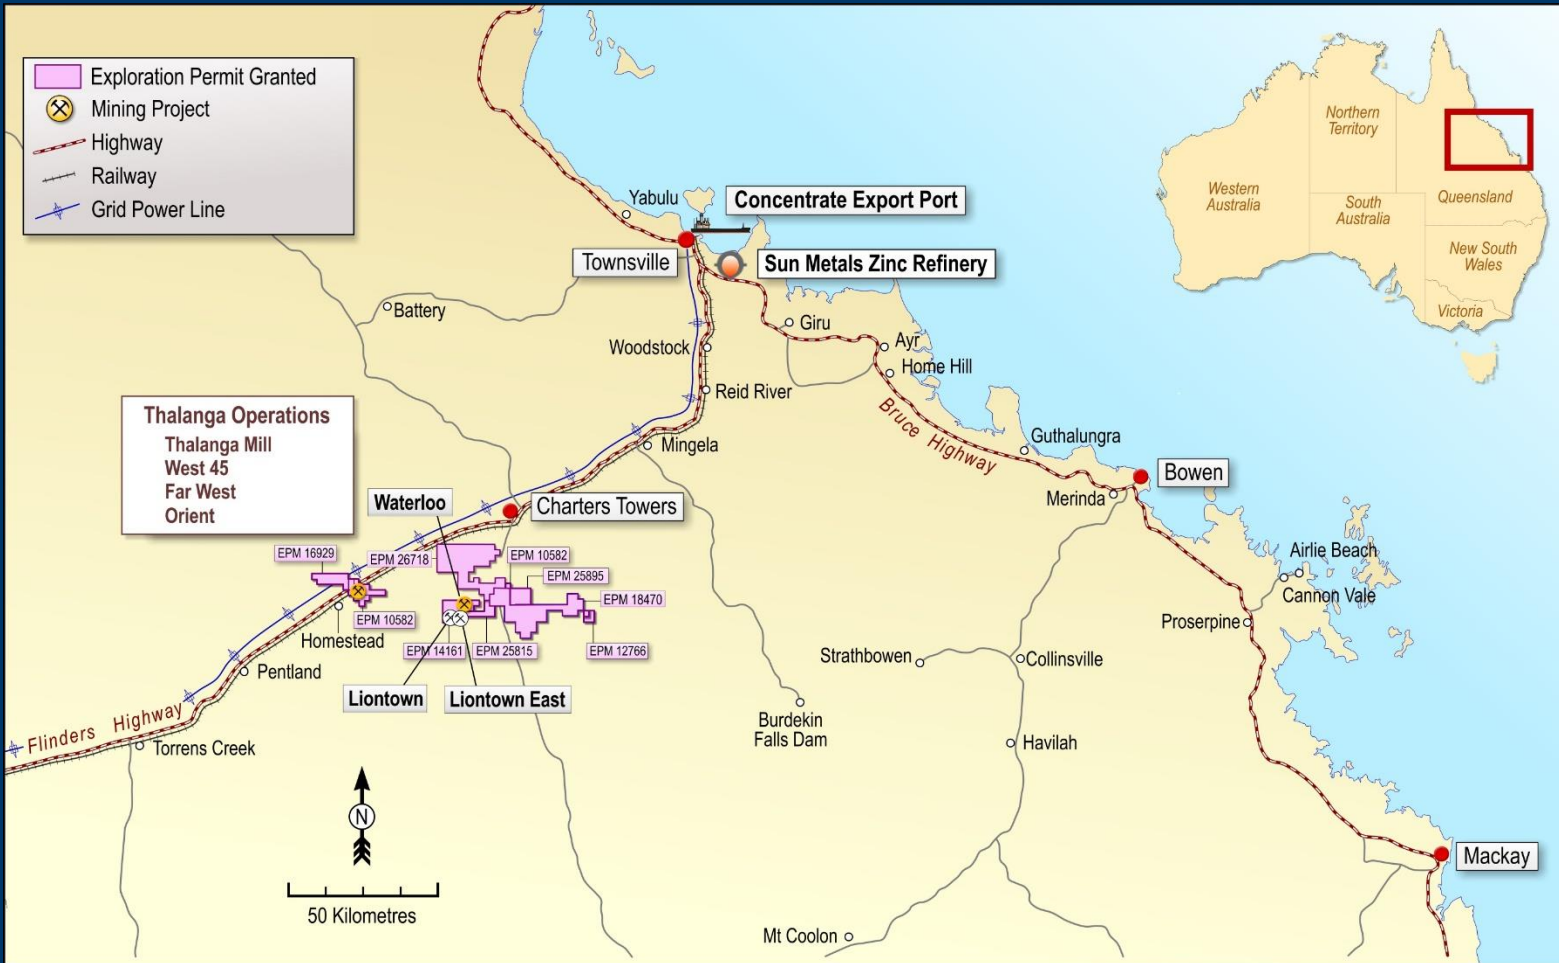 Exploration Permit Granted
Mining Project
Highway
Railway
Grid Power Line
Northern
Territory
Western
Australia
South
Australia
Queensland
New South
Wales
Victoria
Yabulu
Concentrate Export Port
Townsville
Sun Metals Zinc Refinery
Battery
Giru
Woodstock
Ayr
Home Hill
Reid River
Bruce Highway
Thalanga Operations
Thalanga Mill
West 45
Far West
Orient
Mingela
Guthalungra
Bowen
Merinda
Waterloo
Charters Towers
EPM 16929
EPM 26718
EPM 10582
EPM 25895
EPM 18470
EPM 10582
Homestead
EPM 14161
EPM 25815
EPM 12766
Airlie Beach
Cannon Vale
Proserpine
Strathbowen
Collinsville
Pentland
Liontown
Liontown East
Burdekin
Falls Dam
Havilah
Flinders Highway
Torrens Creek
N
50 Kilometres
Mackay
Mt Coolon